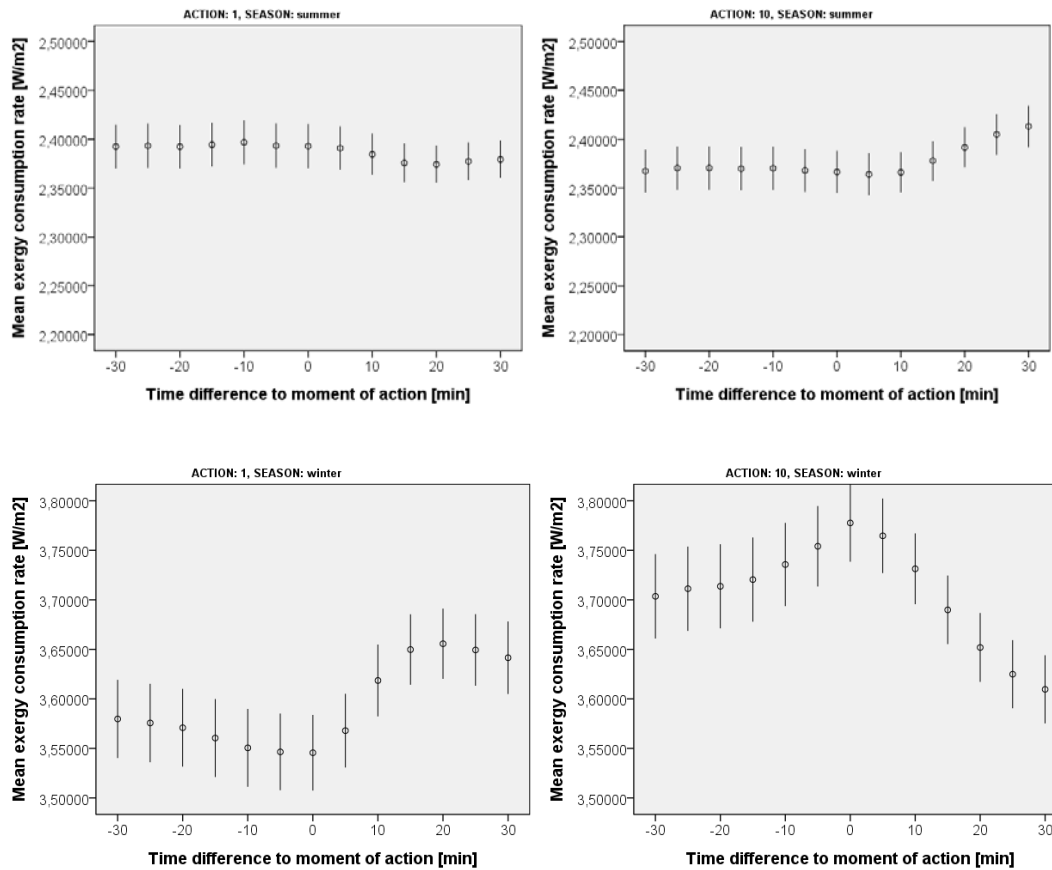 ACTION: 1, SEASON: summer
Mean exergy consumption rate [W/m2]
2,50000
2,45000
2,40000
2,35000
2,30000
2,25000
2,20000
-30 -20 -10 0 10 20 30
Time difference to moment of action [min]
ACTION: 10, SEASON: summer
Mean exergy consumption rate [W/m2]
2,50000
2,45000
2,40000
2,35000
2,30000
2,25000
2,20000
-30 -20 -10 0 10 20 30
Time difference to moment of action [min]
ACTION: 1, SEASON: winter
Mean exergy consumption rate [W/m2]
3,80000
3,75000
3,70000
3,65000
3,60000
3,55000
3,50000
-30 -20 -10 0 10 20 30
Time difference to moment of action [min]
ACTION: 10, SEASON: winter
Mean exergy consumption rate [W/m2]
3,80000
3,75000
3,70000
3,65000
3,60000
3,55000
3,50000
-30 -20 -10 0 10 20 30
Time difference to moment of action [min]